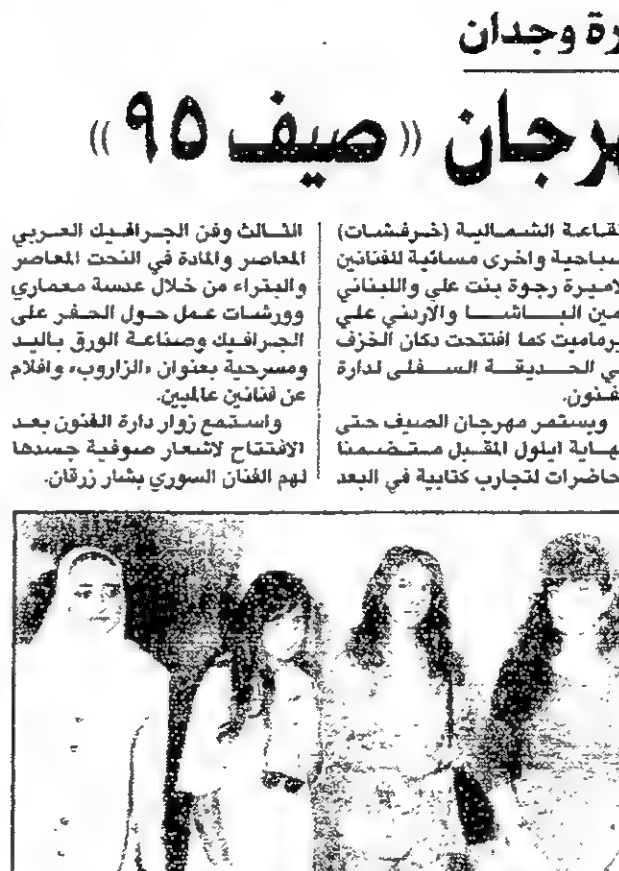 رة وجدان
رجان «صيف ٩٥»
لقاعة الشمالية (خرفشات)
سباحية واخرى مسائية للفنانين
لاميرة رجوة بنت علي واللبناني
مين الباشا والاردني علي
برماميت كما افتتحت دكان الخزف
ي الحديقة السفلى لدارة
لفنون.
ويستمر مهرجان الصيف حتى
هاية ايلول المقبل متضمنا
حاضرات لتجارب كتابية في البعد
الثالث وفن الجرافيك العربي
المعاصر والمادة في النحت المعاصر
والبتراء من خلال عدسة معماري
وورشات عمل حول الحفر على
الجرافيك وصناعة الورق باليد
ومسرحية بعنوان «الزاروب» وافلام
عن فنانين عالميين.
واستمع زوار دارة الفنون بعد
الافتتاح لاشعار صوفية جسدها
لهم الفنان السوري بشار زرقان.